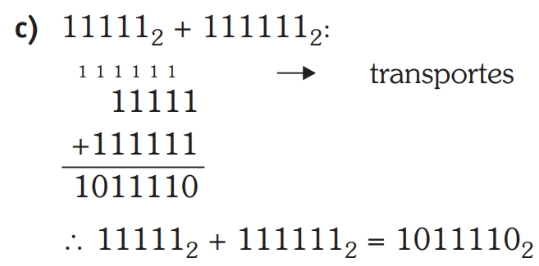 c) 11111₂ + 111111₂:
1 1 1 1 1 1 → transportes
11111
+111111
1011110
∴ 11111₂ + 111111₂ = 1011110₂